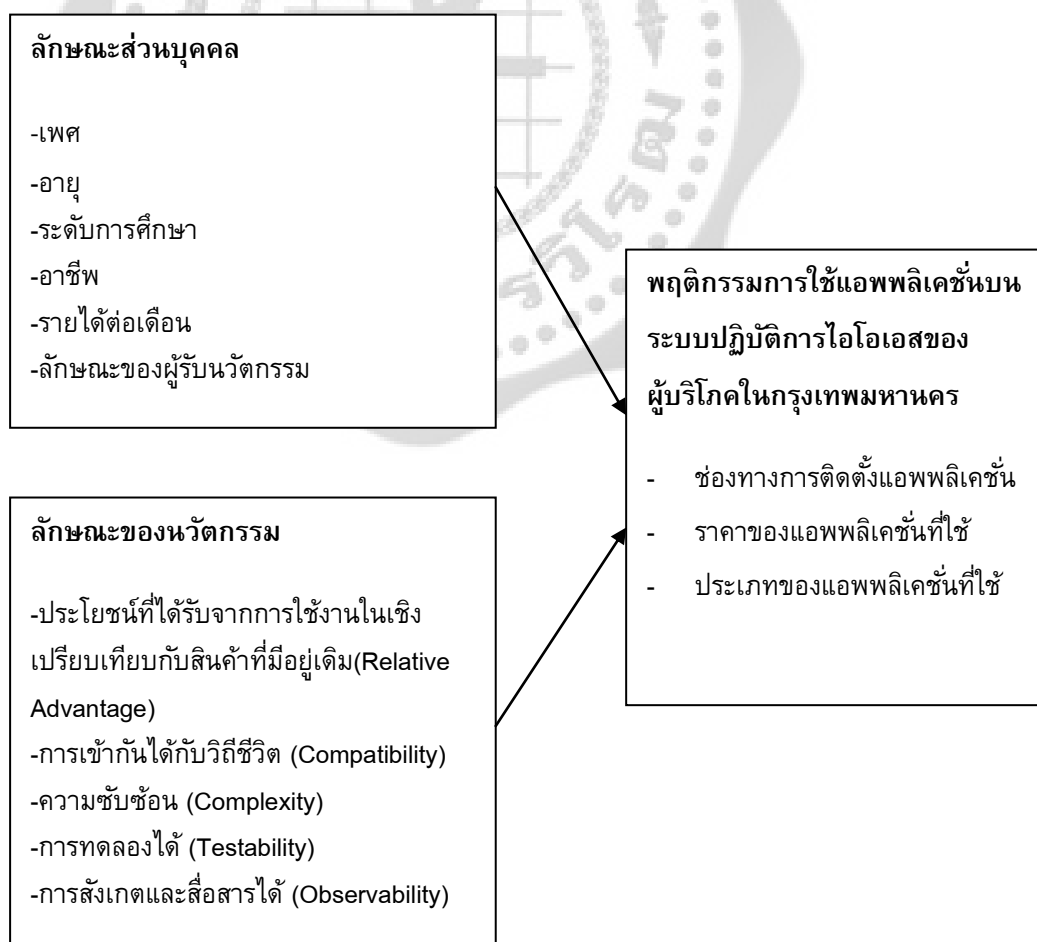 ลักษณะส่วนบุคคล
-เพศ
-อายุ
-ระดับการศึกษา
-อาชีพ
-รายได้ต่อเดือน
-ลักษณะของผู้รับนวัตกรรม
ลักษณะของนวัตกรรม
-ประโยชน์ที่ได้รับจากการใช้งานในเชิง
เปรียบเทียบกับสินค้าที่มีอยู่เดิม(Relative
Advantage)
-การเข้ากันได้กับวิถีชีวิต (Compatibility)
-ความซับซ้อน (Complexity)
-การทดลองได้ (Testability)
-การสังเกตและสื่อสารได้ (Observability)
พฤติกรรมการใช้แอพพลิเคชั่นบน
ระบบปฏิบัติการไอโอเอสของ
ผู้บริโภคในกรุงเทพมหานคร
- ช่องทางการติดตั้งแอพพลิเคชั่น
- ราคาของแอพพลิเคชั่นที่ใช้
- ประเภทของแอพพลิเคชั่นที่ใช้